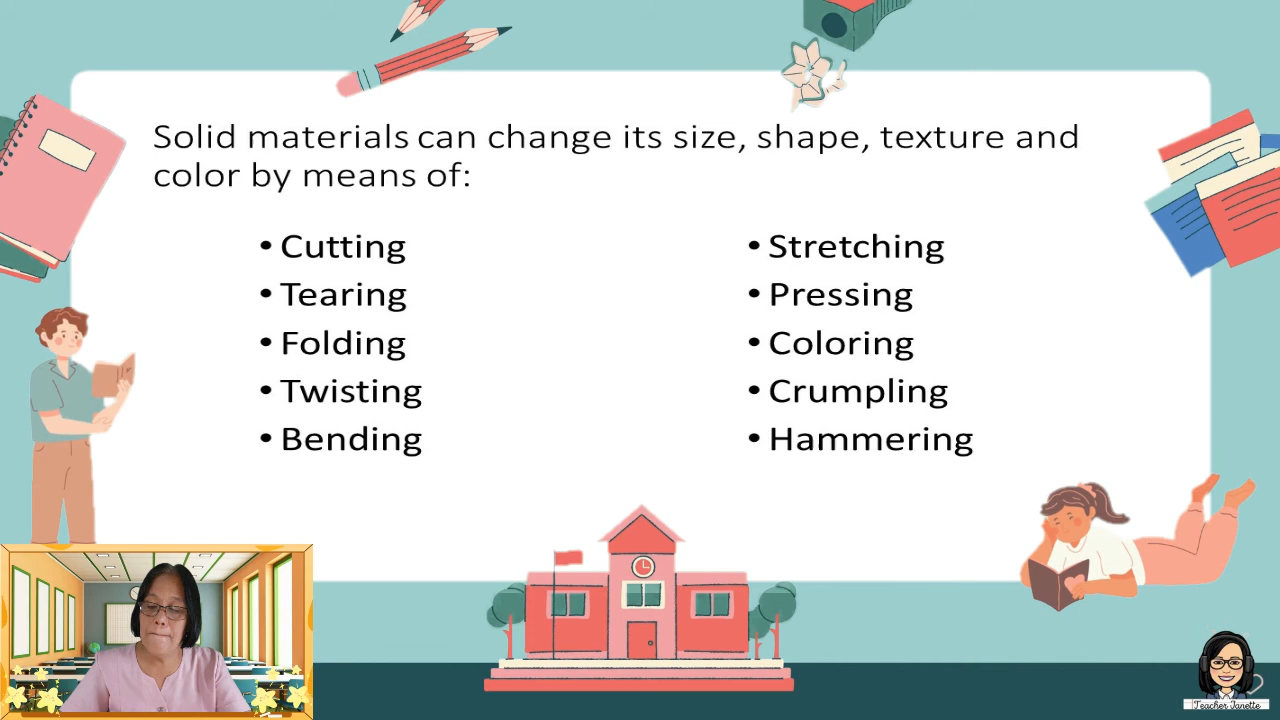 Solid materials can change its size, shape, texture and
color by means of:
• Cutting
• Tearing
• Folding
• Twisting
• Bending
• Stretching
• Pressing
• Coloring
• Crumpling
• Hammering
Teacher Janette